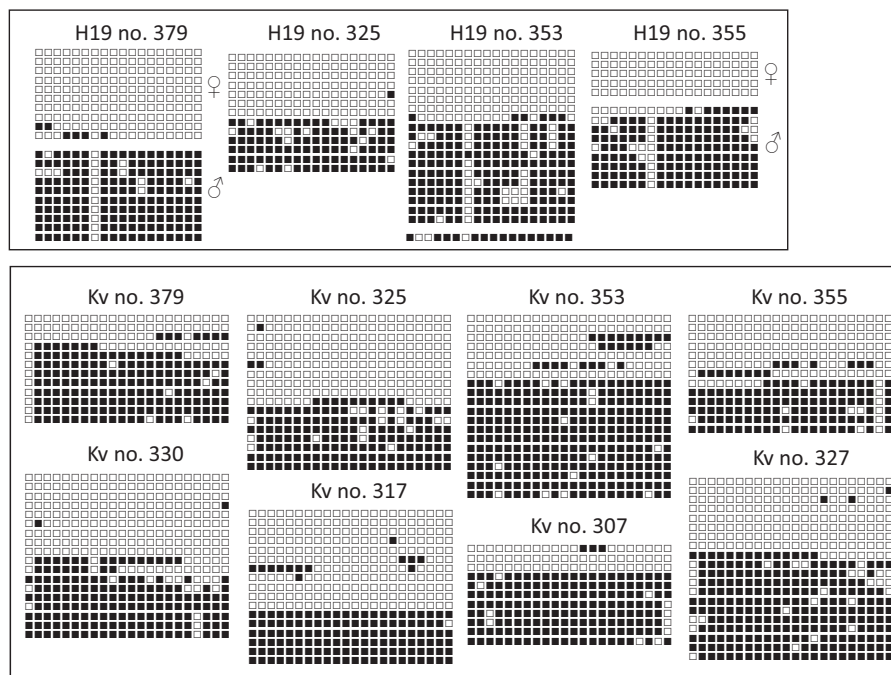 H19 no. 379
H19 no. 325
H19 no. 353
H19 no. 355
♀
♀
♂
♂
Kv no. 379
Kv no. 325
Kv no. 353
Kv no. 355
Kv no. 330
Kv no. 317
Kv no. 307
Kv no. 327